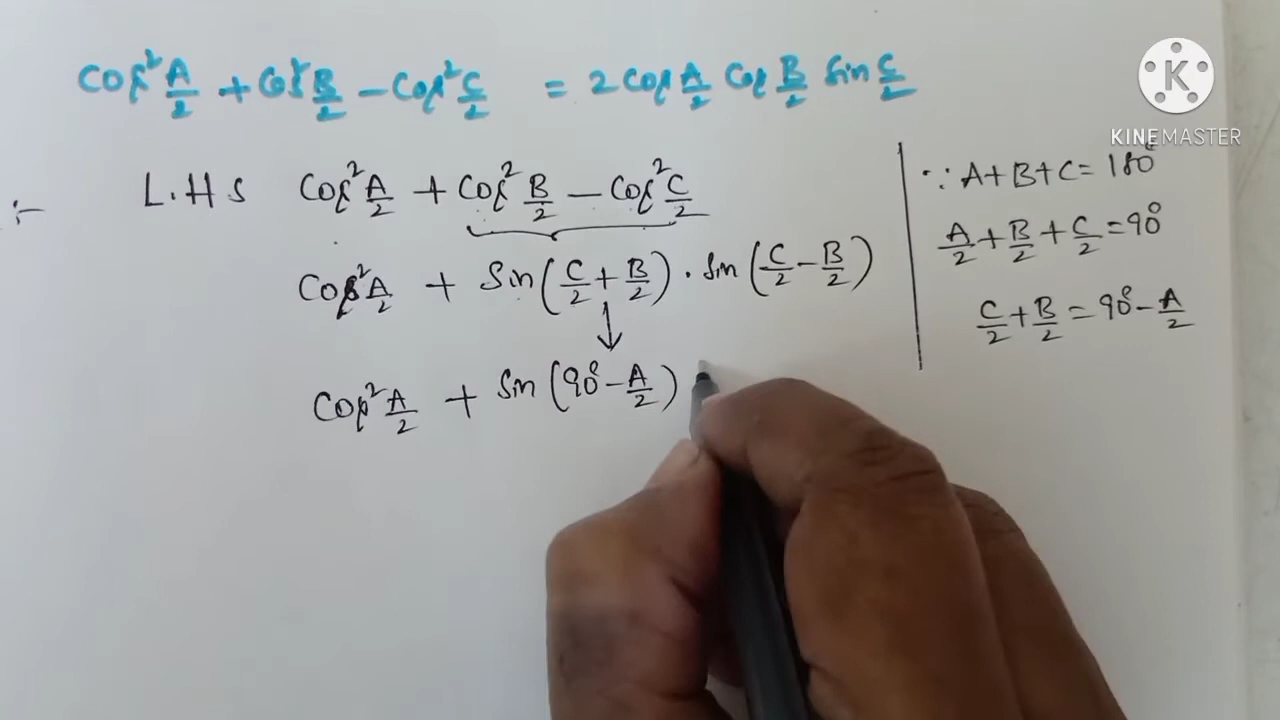 Cos²A/2 + Cos²B/2 - Cos²C/2 = 2 Cos A/2 Cos B/2 Sin C/2
K
KINEMASTER
:- L.H S Cos²A/2 + Cos²B/2 - Cos²C/2
Cos²A/2 + Sin(C/2 + B/2) · Sin(C/2 - B/2)
Cos²A/2 + Sin(90° - A/2)
∵ A+B+C = 180°
A/2 + B/2 + C/2 = 90°
C/2 + B/2 = 90° - A/2